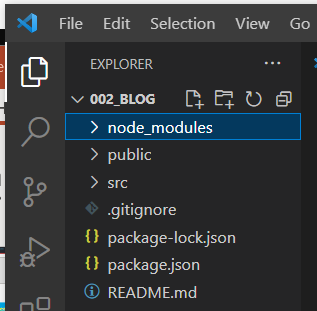 File Edit Selection View Go
EXPLORER
002_BLOG
node_modules
public
src
.gitignore
{} package-lock.json
{} package.json
README.md